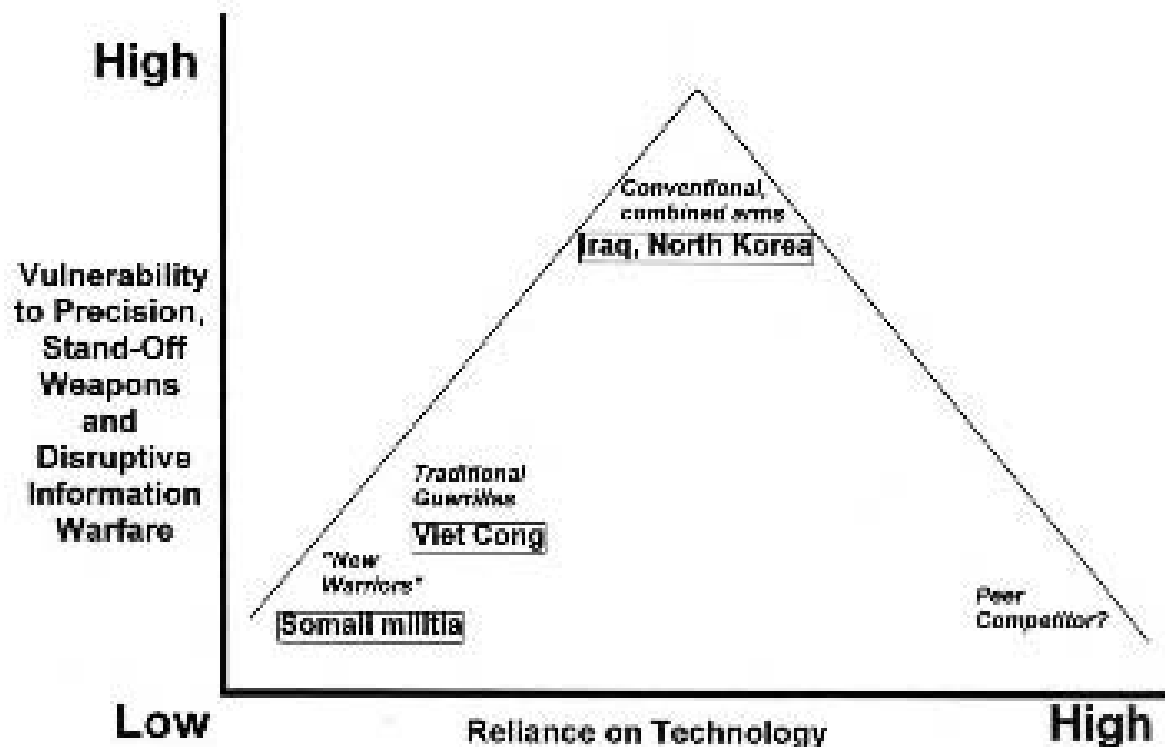 High
Conventional,
combined arms
Iraq, North Korea
Vulnerability
to Precision,
Stand-Off
Weapons
and
Disruptive
Information
Warfare
Traditional
Guerrillas
Viet Cong
"New
Warriors"
Somali militia
Peer
Competitor?
Low
Reliance on Technology
High